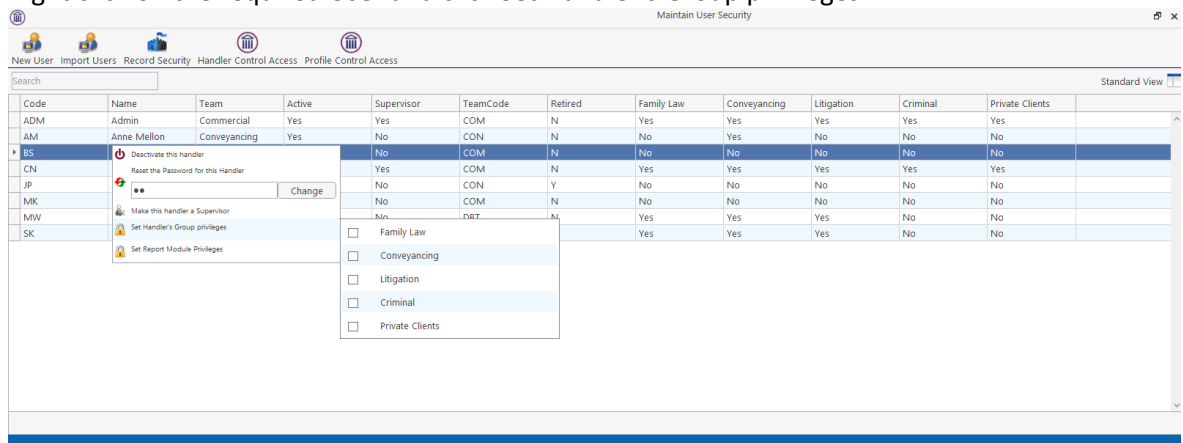 Maintain User Security
New User Import Users Record Security Handler Control Access Profile Control Access
Search
Standard View
Code Name Team Active Supervisor TeamCode Retired Family Law Conveyancing Litigation Criminal Private Clients
ADM Admin Commercial Yes Yes COM N Yes Yes Yes Yes Yes
AM Anne Mellon Conveyancing Yes No CON N No Yes No No No
BS No COM N No No No No No
CN Yes COM N Yes Yes Yes Yes Yes
JP No CON Y No No No No No
MK No COM N No No No No No
MW No N Yes Yes Yes No No
SK Yes Yes Yes No No
Deactivate this handler
Reset the Password for this Handler
•• Change
Make this handler a Supervisor
Set Handler's Group privileges
Set Report Module Privileges
Family Law
Conveyancing
Litigation
Criminal
Private Clients